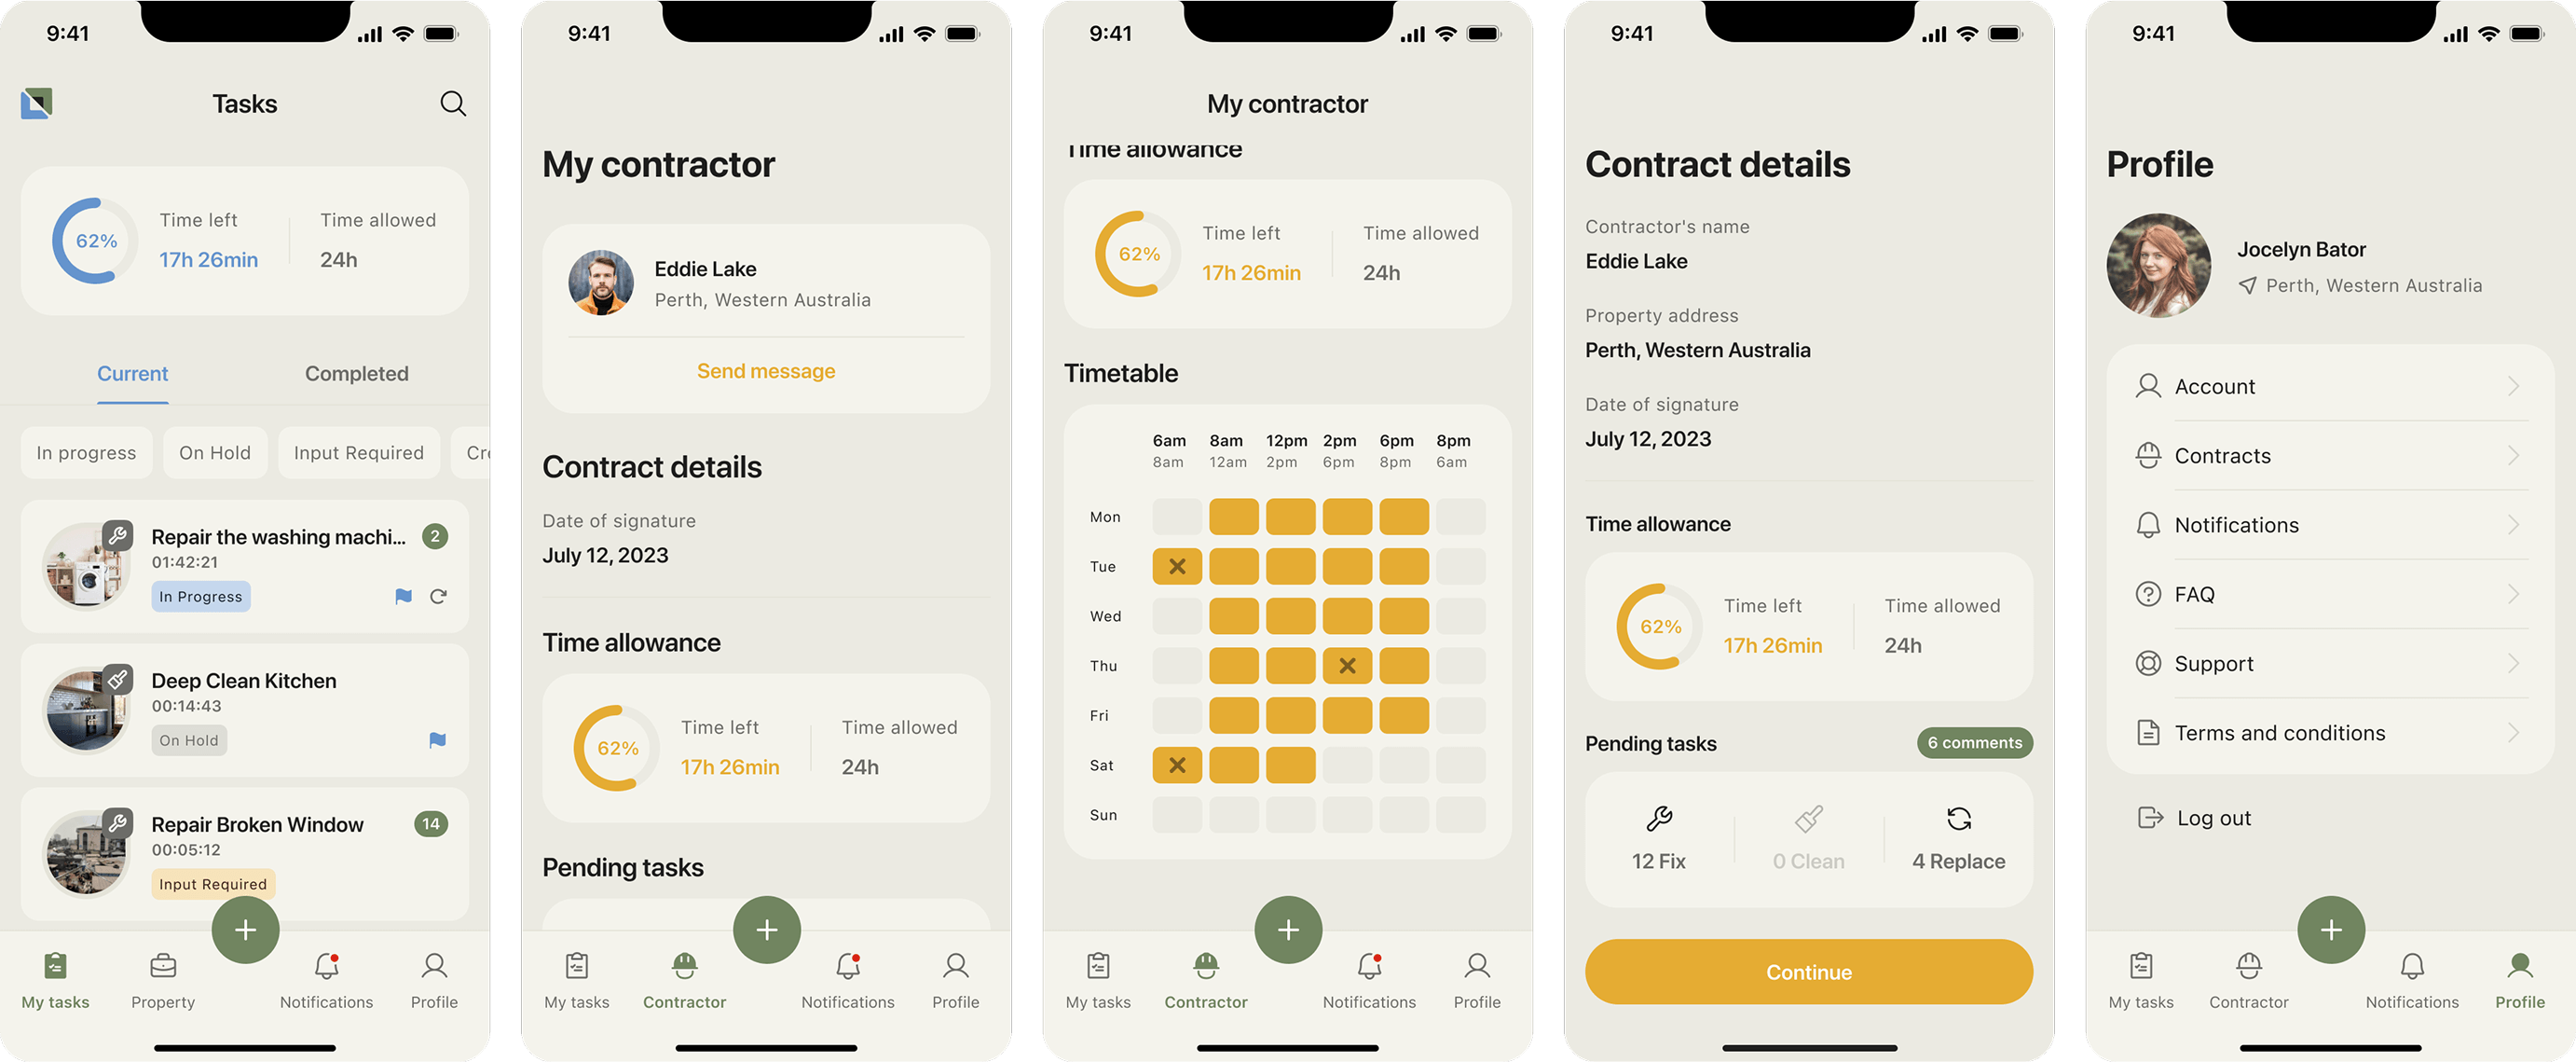 9:41
Tasks
62%
Time left
17h 26min
Time allowed
24h
Current
Completed
In progress
On Hold
Input Required
Cre
Repair the washing machi...
2
01:42:21
In Progress
Deep Clean Kitchen
00:14:43
On Hold
Repair Broken Window
14
00:05:12
Input Required
My tasks
Property
Notifications
Profile
9:41
My contractor
Eddie Lake
Perth, Western Australia
Send message
Contract details
Date of signature
July 12, 2023
Time allowance
62%
Time left
17h 26min
Time allowed
24h
Pending tasks
My tasks
Contractor
Notifications
Profile
9:41
My contractor
Time allowance
62%
Time left
17h 26min
Time allowed
24h
Timetable
6am 8am 12pm 2pm 6pm 8pm
8am 12am 2pm 6pm 8pm 6am
Mon
Tue
Wed
Thu
Fri
Sat
Sun
My tasks
Contractor
Notifications
Profile
9:41
Contract details
Contractor's name
Eddie Lake
Property address
Perth, Western Australia
Date of signature
July 12, 2023
Time allowance
62%
Time left
17h 26min
Time allowed
24h
Pending tasks
6 comments
12 Fix
0 Clean
4 Replace
Continue
9:41
Profile
Jocelyn Bator
Perth, Western Australia
Account
Contracts
Notifications
FAQ
Support
Terms and conditions
Log out
My tasks
Contractor
Notifications
Profile